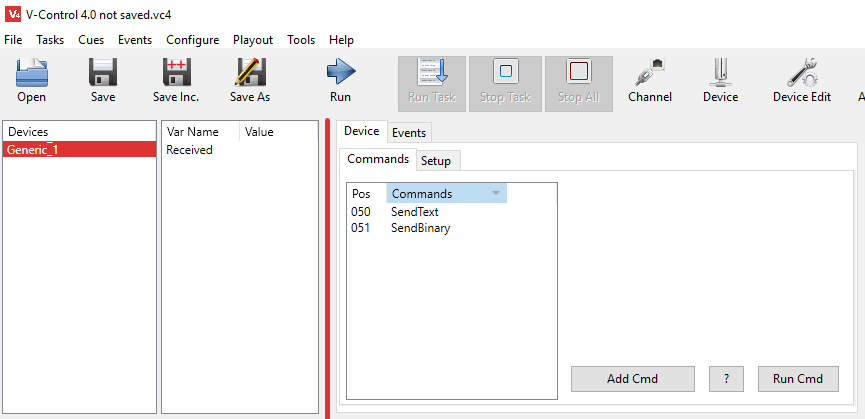 V4 V-Control 4.0 not saved.vc4
File Tasks Cues Events Configure Playout Tools Help
Open Save Save Inc. Save As Run Run Task Stop Task Stop All Channel Device Device Edit
Devices
Generic_1
Var Name Value
Received
Device Events
Commands Setup
Pos Commands
050 SendText
051 SendBinary
Add Cmd ? Run Cmd